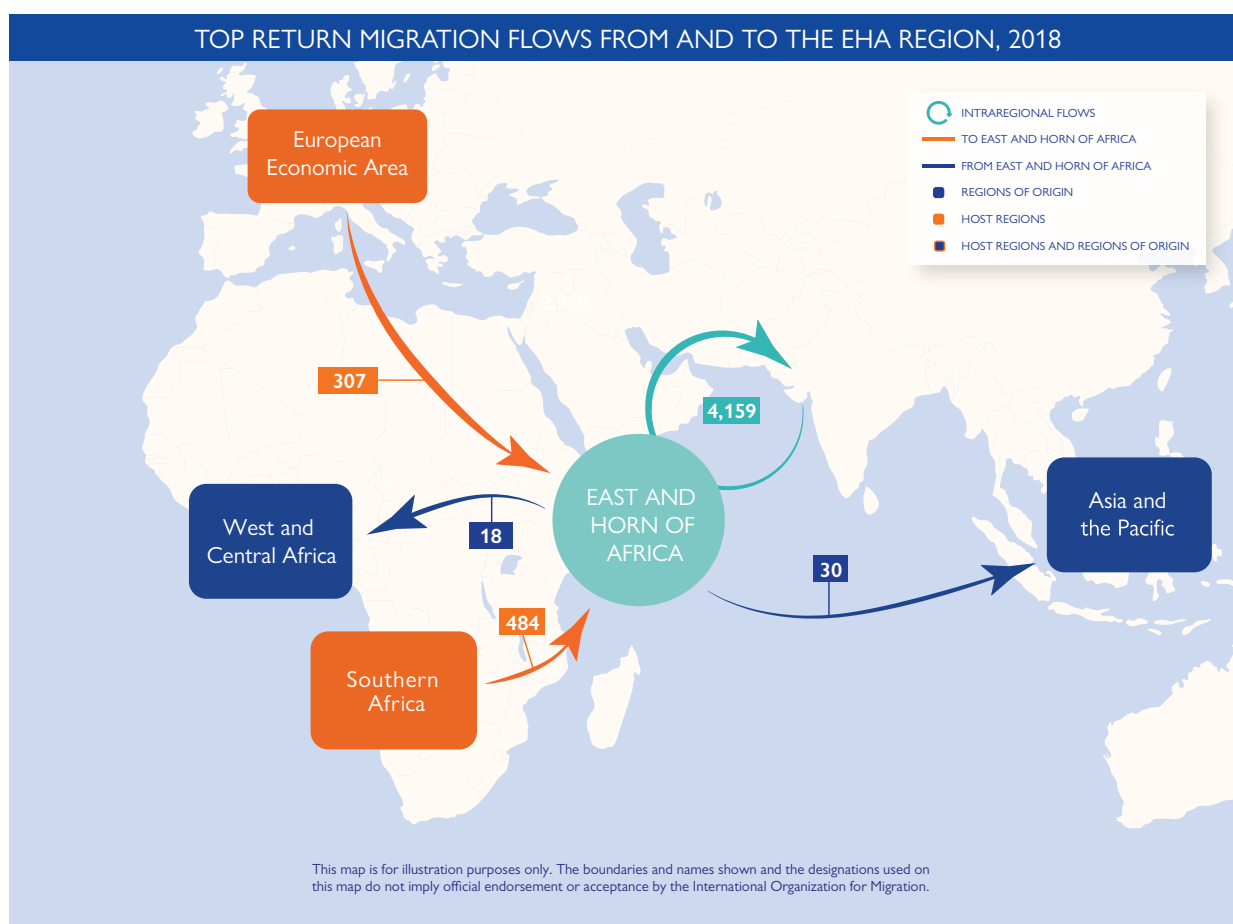 TOP RETURN MIGRATION FLOWS FROM AND TO THE EHA REGION, 2018
INTRAREGIONAL FLOWS
TO EAST AND HORN OF AFRICA
FROM EAST AND HORN OF AFRICA
REGIONS OF ORIGIN
HOST REGIONS
HOST REGIONS AND REGIONS OF ORIGIN
European
Economic Area
307
4,159
EAST AND
HORN OF
AFRICA
West and
Central Africa
18
Asia and
the Pacific
30
484
Southern
Africa
This map is for illustration purposes only. The boundaries and names shown and the designations used on
this map do not imply official endorsement or acceptance by the International Organization for Migration.